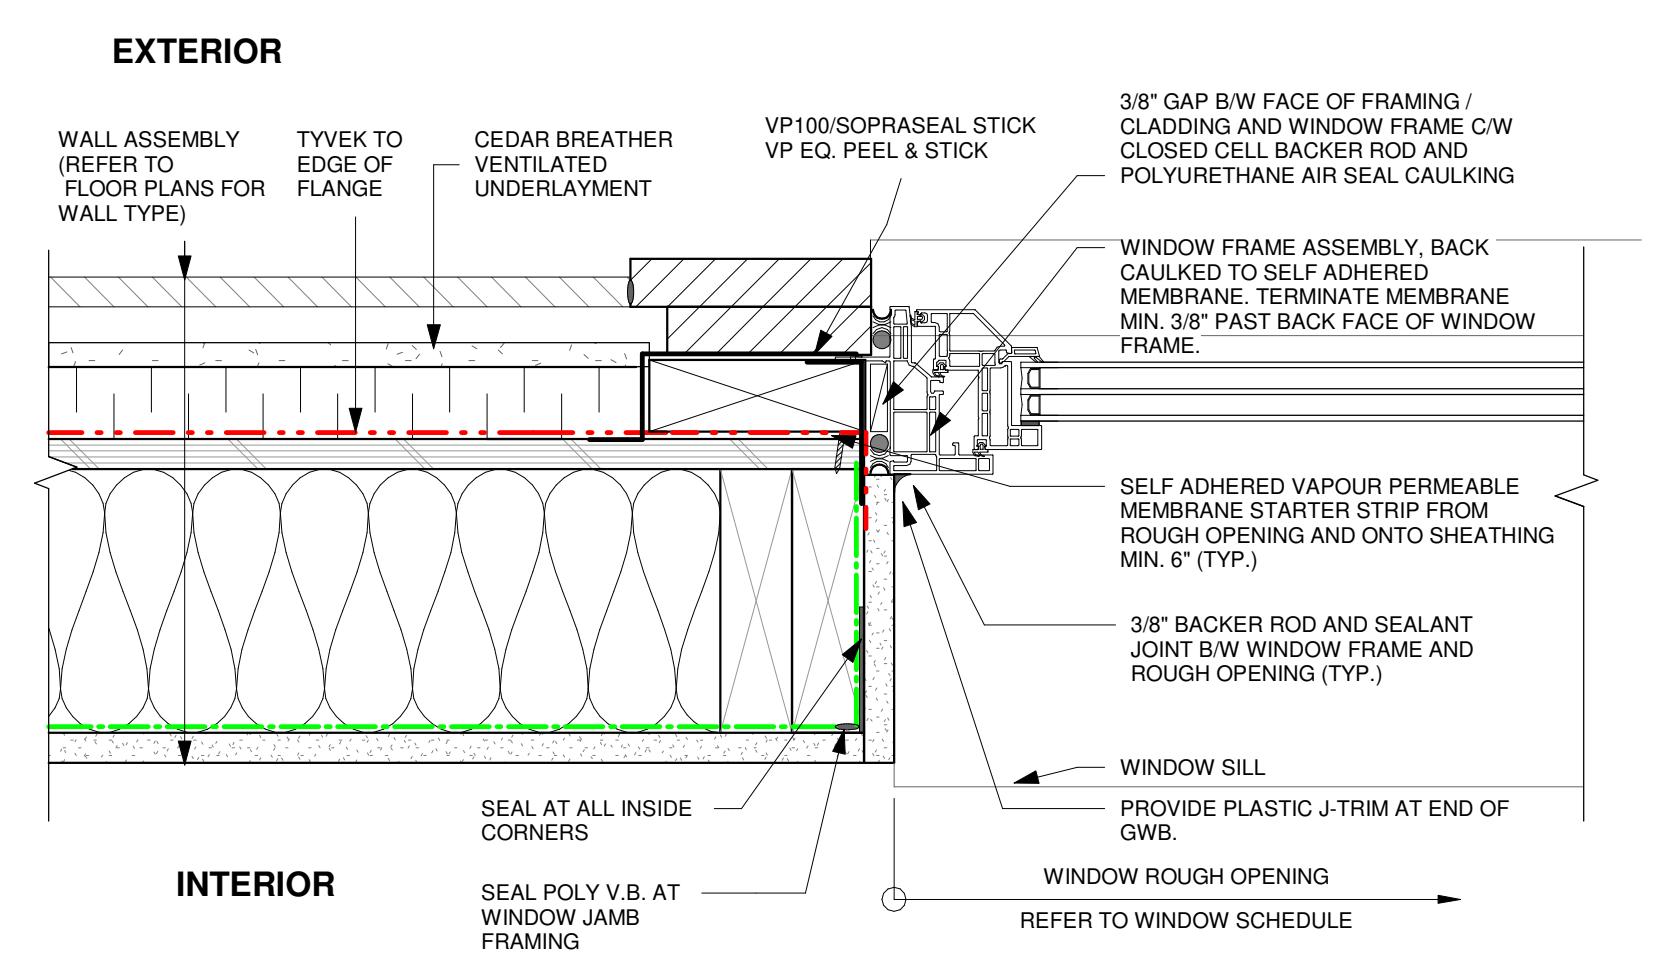 EXTERIOR
WALL ASSEMBLY
(REFER TO
FLOOR PLANS FOR
WALL TYPE)
TYVEK TO
EDGE OF
FLANGE
CEDAR BREATHER
VENTILATED
UNDERLAYMENT
VP100/SOPRASEAL STICK
VP EQ. PEEL & STICK
3/8" GAP B/W FACE OF FRAMING /
CLADDING AND WINDOW FRAME C/W
CLOSED CELL BACKER ROD AND
POLYURETHANE AIR SEAL CAULKING
WINDOW FRAME ASSEMBLY, BACK
CAULKED TO SELF ADHERED
MEMBRANE. TERMINATE MEMBRANE
MIN. 3/8" PAST BACK FACE OF WINDOW
FRAME.
SELF ADHERED VAPOUR PERMEABLE
MEMBRANE STARTER STRIP FROM
ROUGH OPENING AND ONTO SHEATHING
MIN. 6" (TYP.)
3/8" BACKER ROD AND SEALANT
JOINT B/W WINDOW FRAME AND
ROUGH OPENING (TYP.)
WINDOW SILL
PROVIDE PLASTIC J-TRIM AT END OF
GWB.
SEAL AT ALL INSIDE
CORNERS
SEAL POLY V.B. AT
WINDOW JAMB
FRAMING
INTERIOR
WINDOW ROUGH OPENING
REFER TO WINDOW SCHEDULE